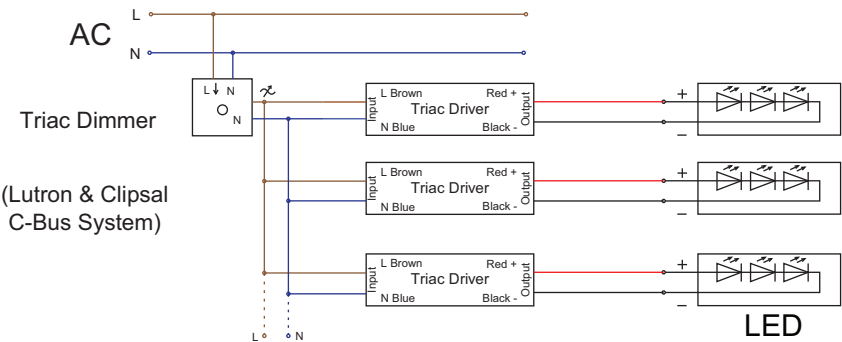 L
AC
N
L N
N
Triac Dimmer
(Lutron & Clipsal
C-Bus System)
Input
L Brown
N Blue
Triac Driver
Red +
Black -
Output
+
–
Input
L Brown
N Blue
Triac Driver
Red +
Black -
Output
+
–
Input
L Brown
N Blue
Triac Driver
Red +
Black -
Output
+
–
LED
L N